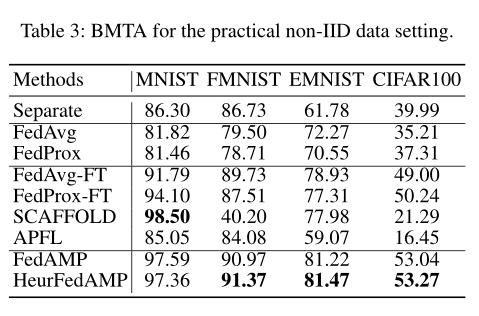 Table 3: BMTA for the practical non-IID data setting.
Methods MNIST FMNIST EMNIST CIFAR100
Separate 86.30 86.73 61.78 39.99
FedAvg 81.82 79.50 72.27 35.21
FedProx 81.46 78.71 70.55 37.31
FedAvg-FT 91.79 89.73 78.93 49.00
FedProx-FT 94.10 87.51 77.31 50.24
SCAFFOLD 98.50 40.20 77.98 21.29
APFL 85.05 84.08 59.07 16.45
FedAMP 97.59 90.97 81.22 53.04
HeurFedAMP 97.36 91.37 81.47 53.27